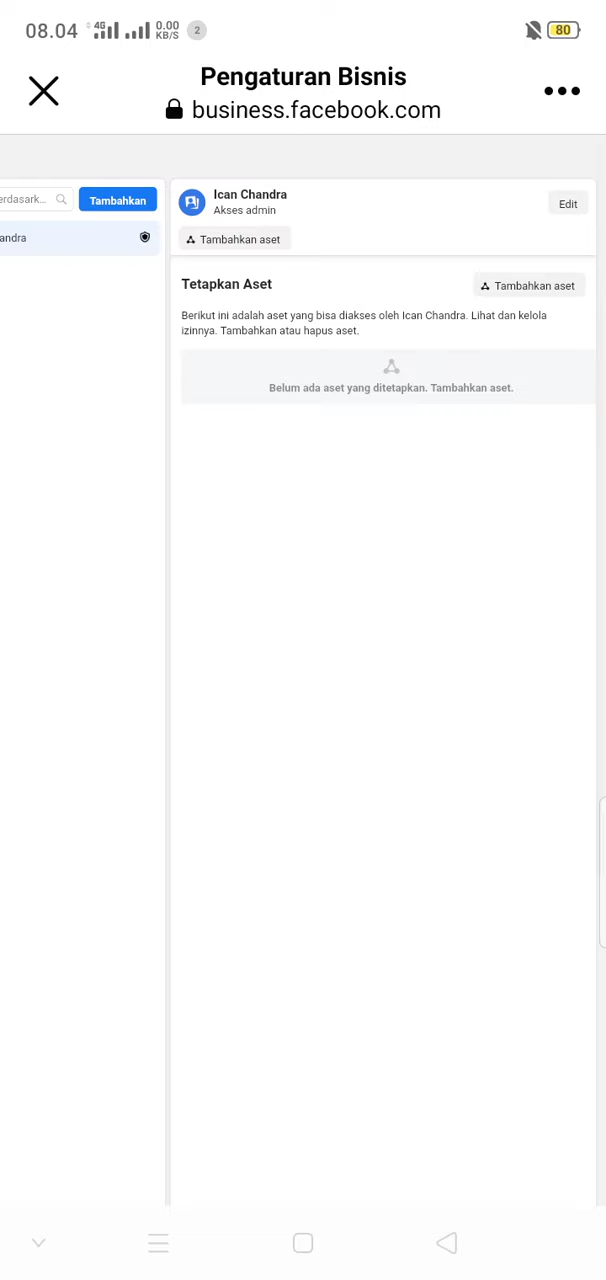 08.04 4G 0.00 KB/S 2 80
Pengaturan Bisnis
business.facebook.com
erdasark... Tambahkan
andra
Ican Chandra
Akses admin
Edit
Tambahkan aset
Tetapkan Aset
Tambahkan aset
Berikut ini adalah aset yang bisa diakses oleh Ican Chandra. Lihat dan kelola
izinnya. Tambahkan atau hapus aset.
Belum ada aset yang ditetapkan. Tambahkan aset.